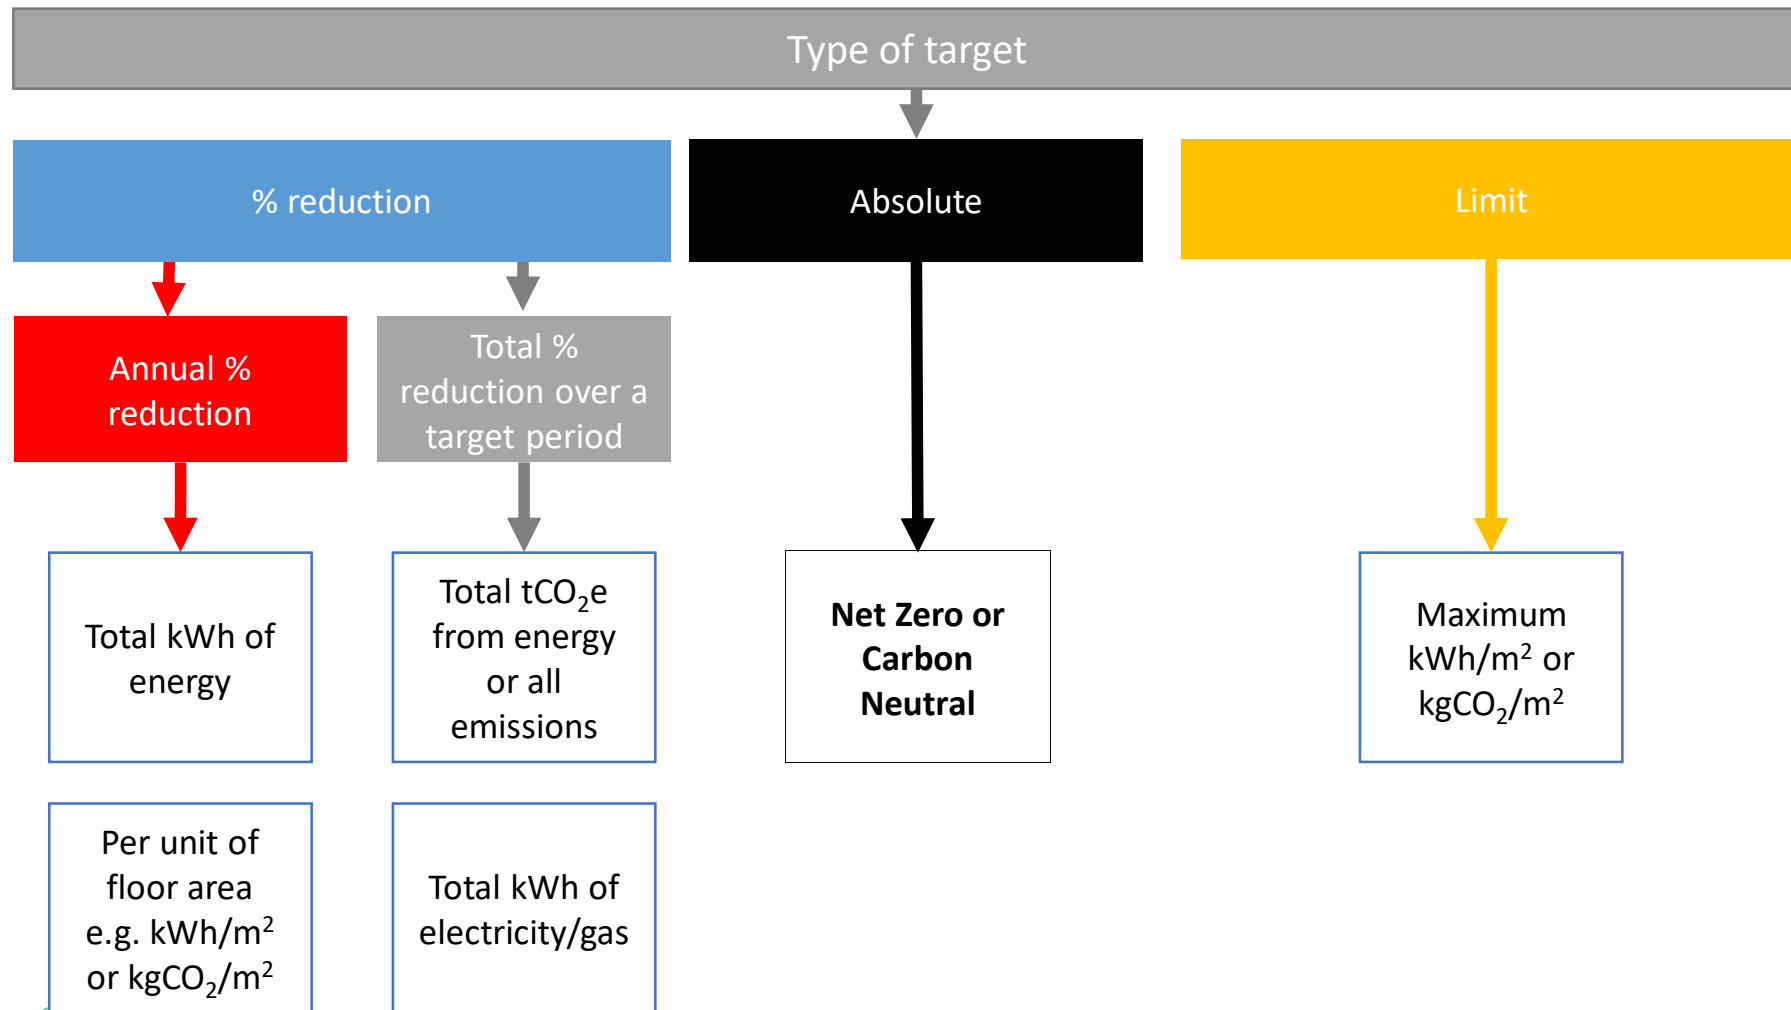 Type of target
% reduction
Absolute
Limit
Annual %
reduction
Total %
reduction over a
target period
Total kWh of
energy
Total tCO₂e
from energy
or all
emissions
Net Zero or
Carbon
Neutral
Maximum
kWh/m² or
kgCO₂/m²
Per unit of
floor area
e.g. kWh/m²
or kgCO₂/m²
Total kWh of
electricity/gas